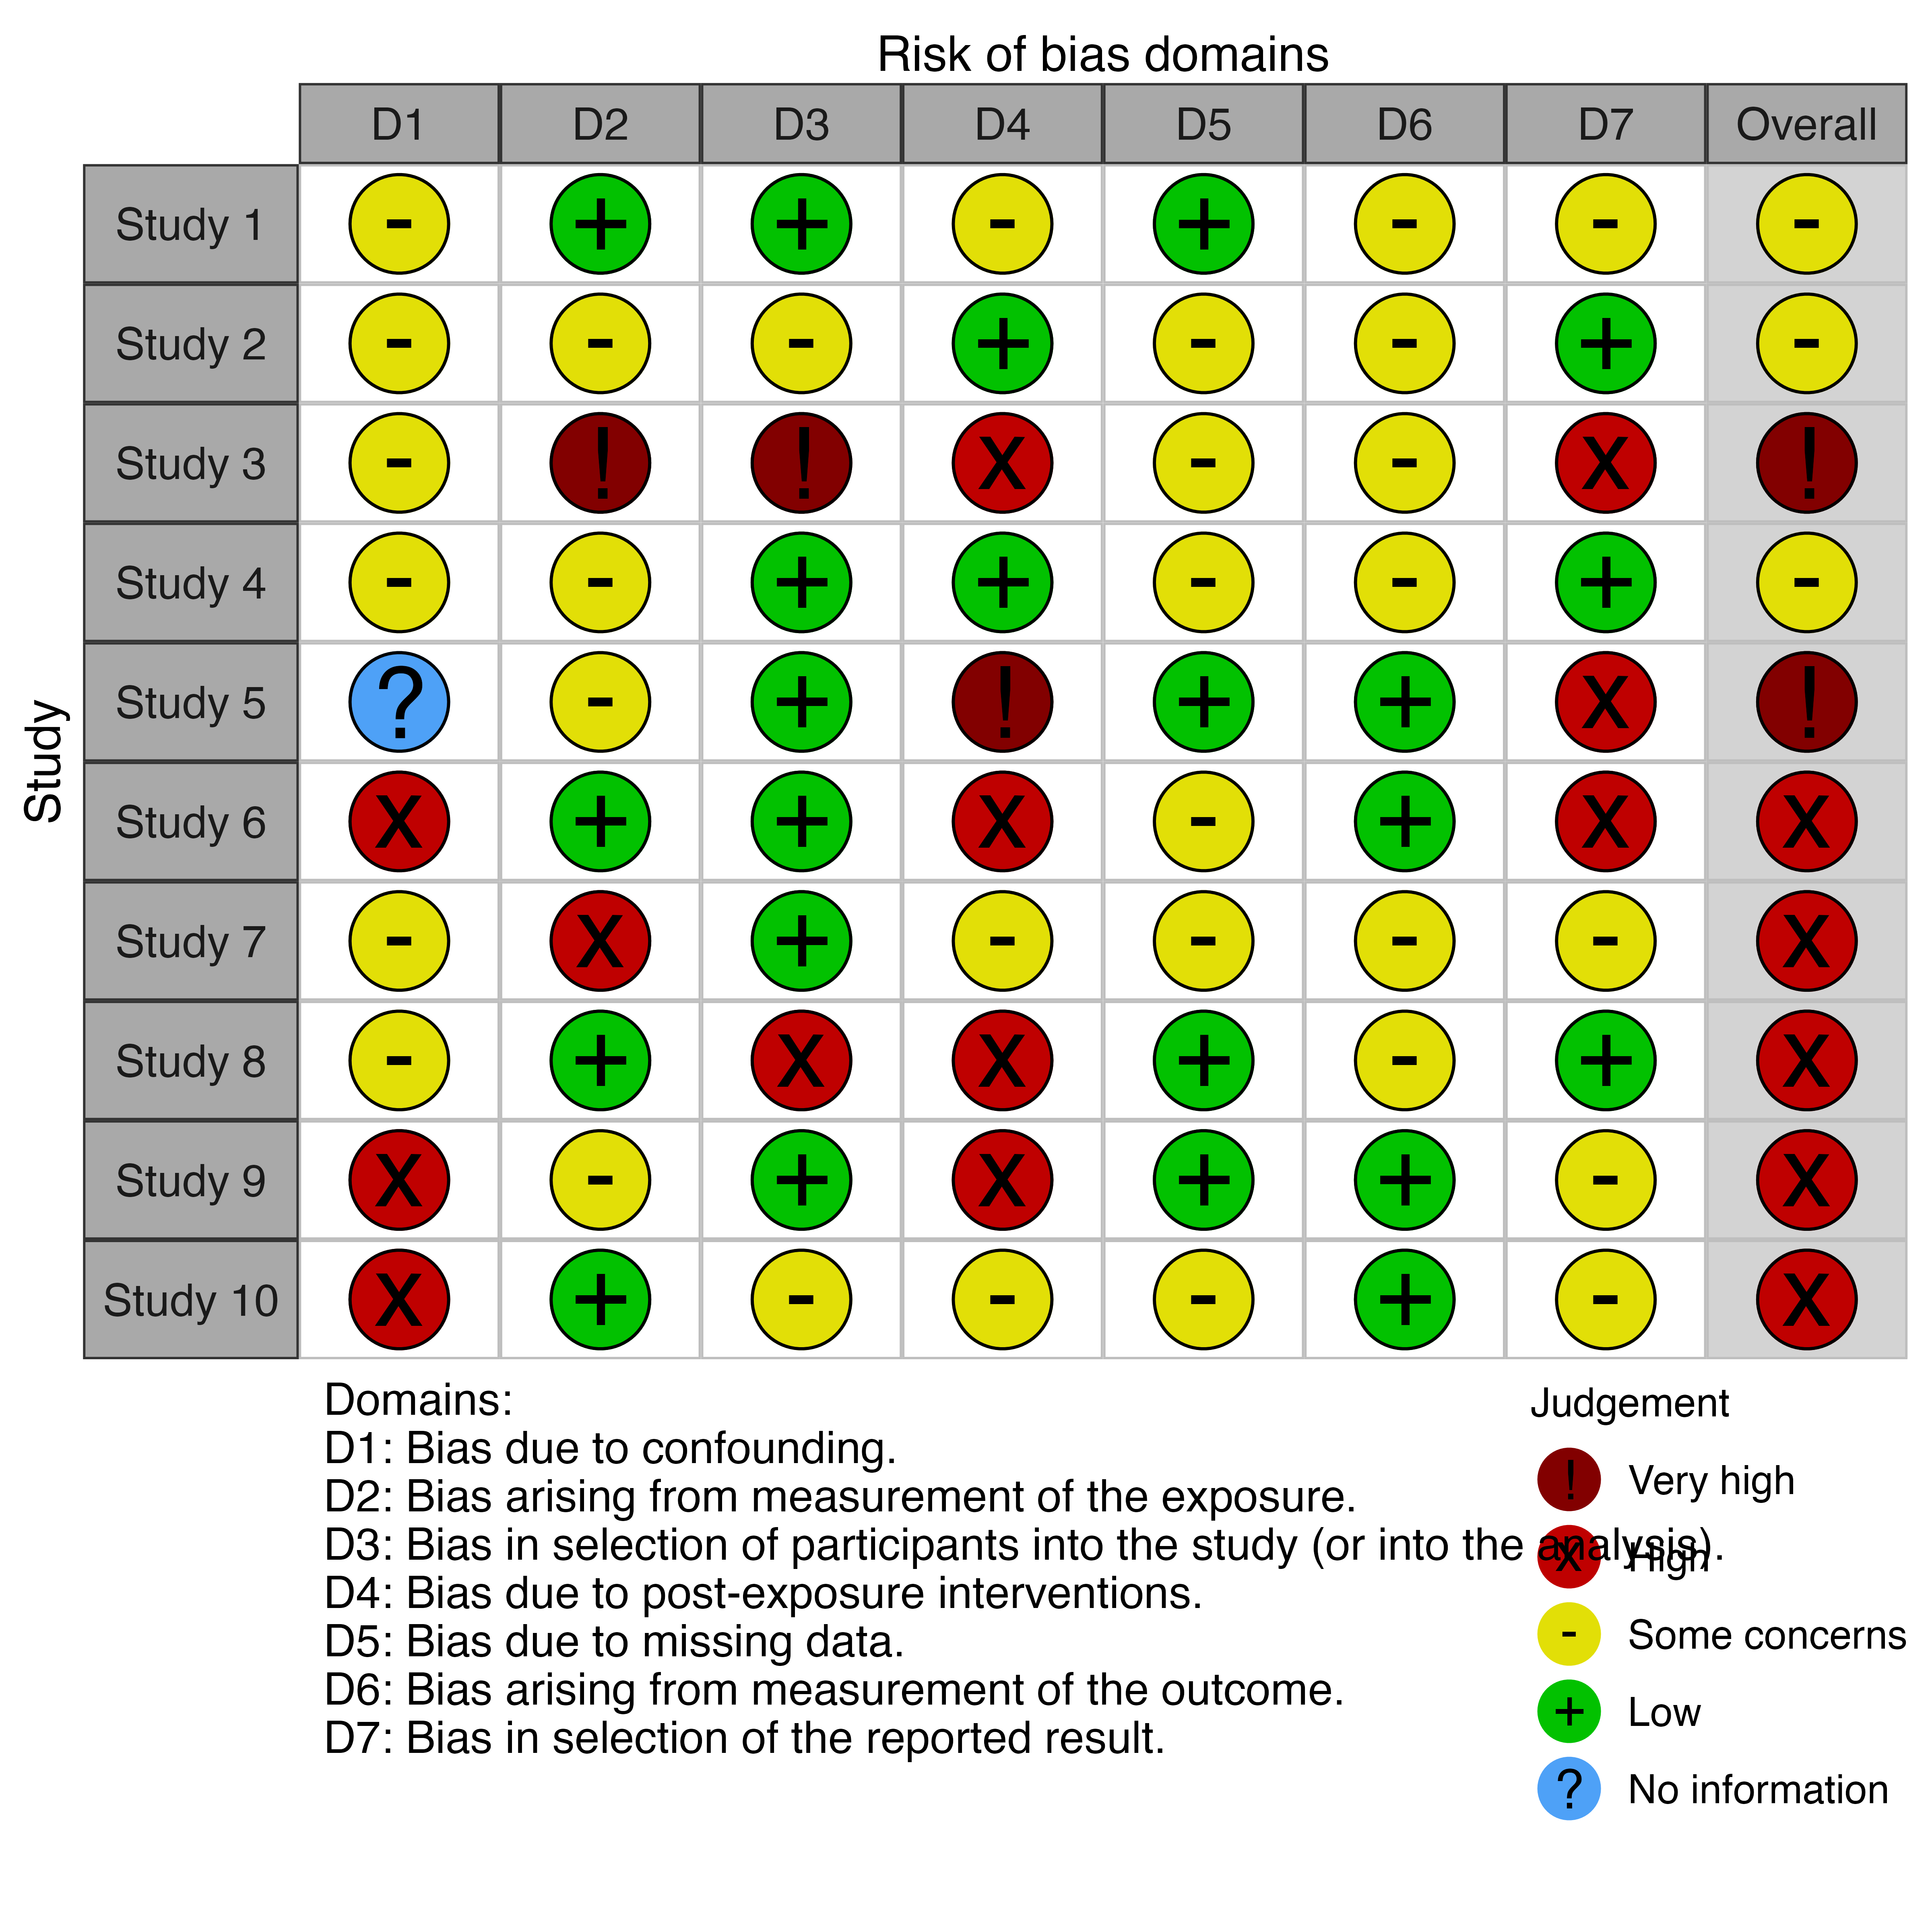 Risk of bias domains
D1 D2 D3 D4 D5 D6 D7 Overall
Study
Study 1 - + + - + - - -
Study 2 - - - + - - + -
Study 3 - ! ! X - - X !
Study 4 - - + + - - + -
Study 5 ? - + ! + + X !
Study 6 X + + X - + X X
Study 7 - X + - - - - X
Study 8 - + X X + - + X
Study 9 X - + X + + - X
Study 10 X + - - - + - X
Domains:
D1: Bias due to confounding.
D2: Bias arising from measurement of the exposure.
D3: Bias in selection of participants into the study (or into the analysis).
D4: Bias due to post-exposure interventions.
D5: Bias due to missing data.
D6: Bias arising from measurement of the outcome.
D7: Bias in selection of the reported result.
Judgement
! Very high
X High
- Some concerns
+ Low
? No information